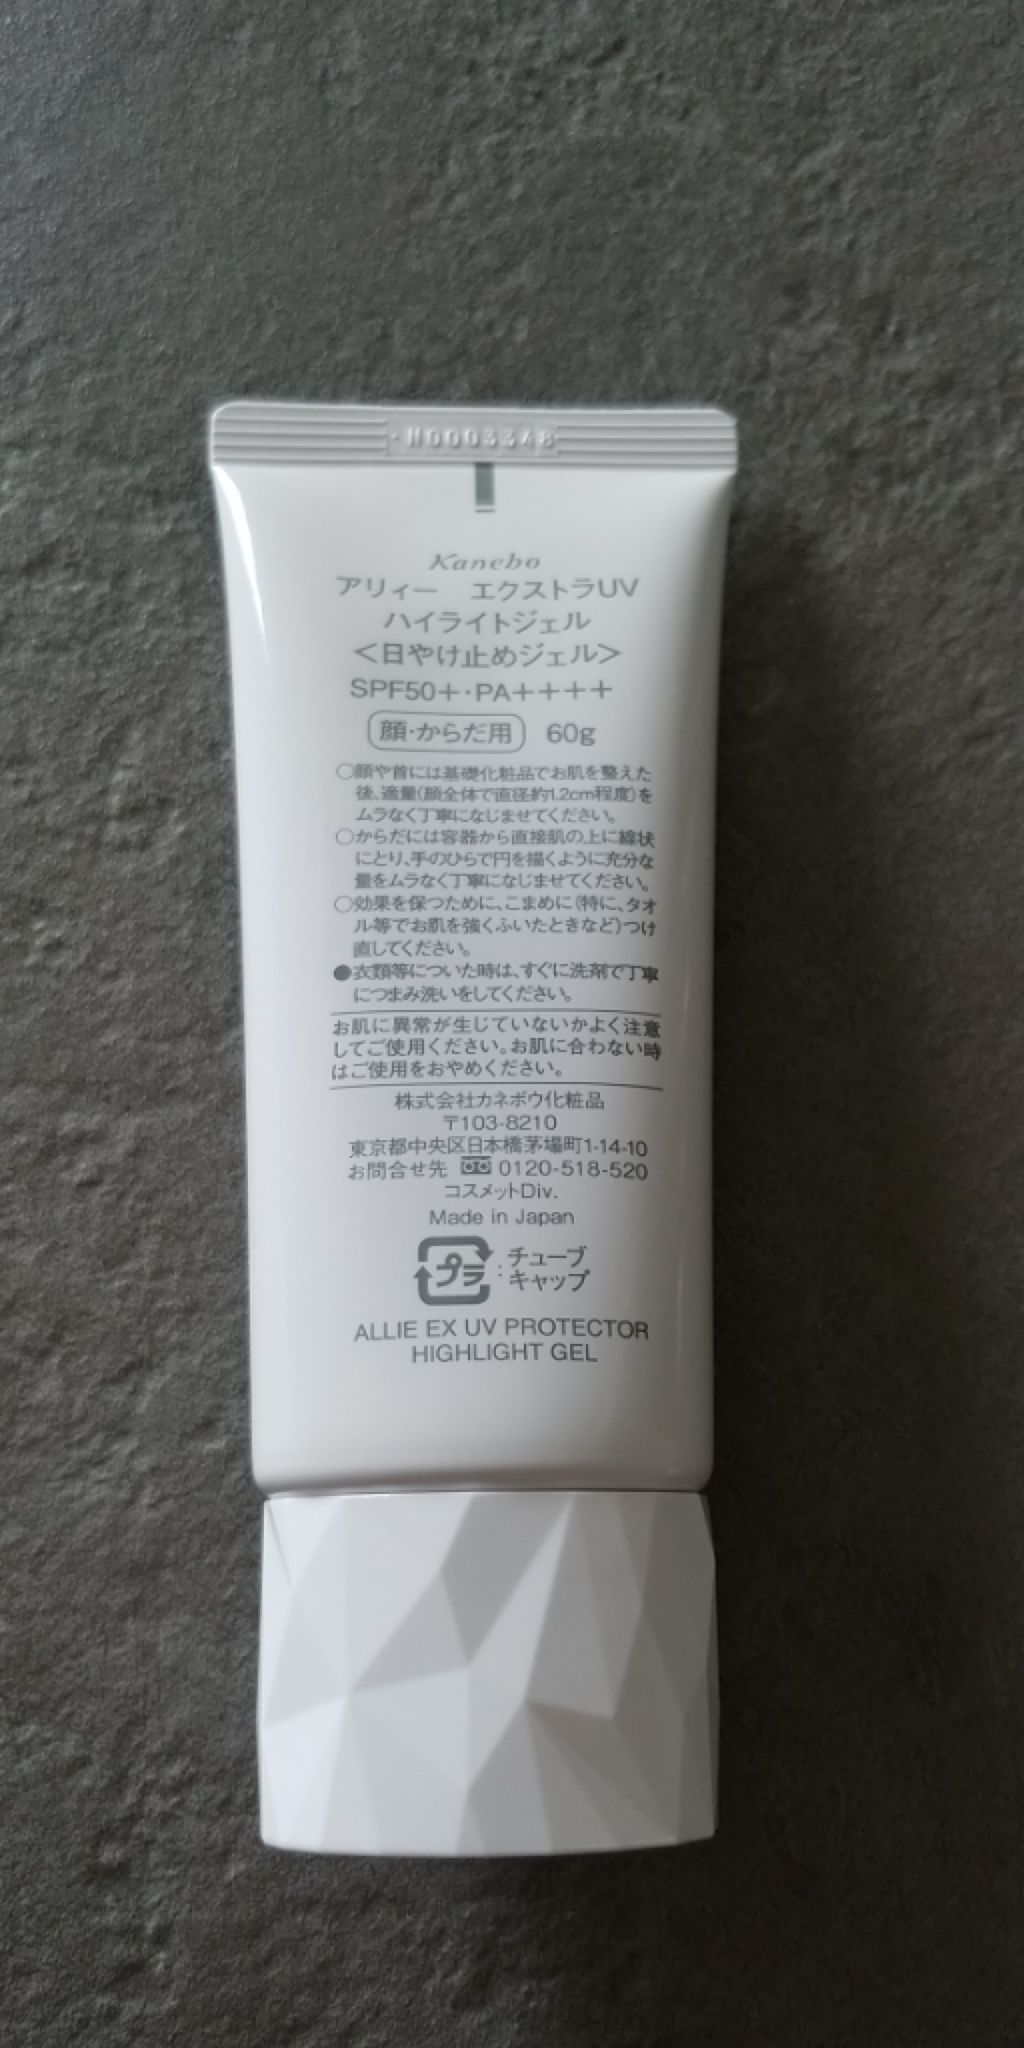 N0003348
Kanebo
アリィー エクストラUV
ハイライトジェル
＜日やけ止めジェル＞
SPF50+・PA++++
顔・からだ用 60g
○顔や首には基礎化粧品でお肌を整えた
後、適量(顔全体で直径約1.2cm程度)を
ムラなく丁寧になじませてください。
○からだには容器から直接肌の上に線状
にとり、手のひらで円を描くように充分な
量をムラなく丁寧になじませてください。
○効果を保つために、こまめに(特に、タオ
ル等でお肌を強くふいたときなど)つけ
直してください。
●衣類等についた時は、すぐに洗剤で丁寧
につまみ洗いをしてください。
お肌に異常が生じていないかよく注意
してご使用ください。お肌に合わない時
はご使用をおやめください。
株式会社カネボウ化粧品
〒103-8210
東京都中央区日本橋茅場町1-14-10
お問合せ先 0120-518-520
コスメットDiv.
Made in Japan
プラ : チューブ
キャップ
ALLIE EX UV PROTECTOR
HIGHLIGHT GEL